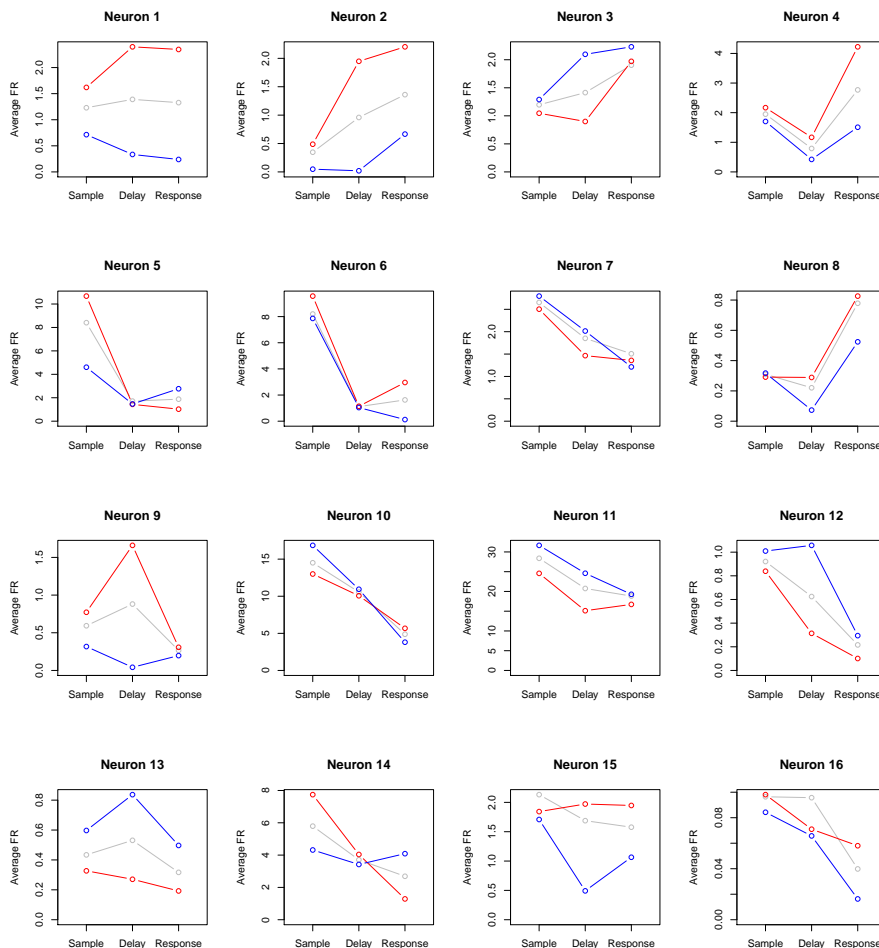 Neuron 1
Average FR
0.0 0.5 1.0 1.5 2.0
Sample Delay Response
Neuron 2
Average FR
0.0 0.5 1.0 1.5 2.0
Sample Delay Response
Neuron 3
Average FR
0.0 0.5 1.0 1.5 2.0
Sample Delay Response
Neuron 4
Average FR
0 1 2 3 4
Sample Delay Response
Neuron 5
Average FR
0 2 4 6 8 10
Sample Delay Response
Neuron 6
Average FR
0 2 4 6 8
Sample Delay Response
Neuron 7
Average FR
0.0 1.0 2.0
Sample Delay Response
Neuron 8
Average FR
0.0 0.2 0.4 0.6 0.8
Sample Delay Response
Neuron 9
Average FR
0.0 0.5 1.0 1.5
Sample Delay Response
Neuron 10
Average FR
0 5 10 15
Sample Delay Response
Neuron 11
Average FR
0 5 10 20 30
Sample Delay Response
Neuron 12
Average FR
0.0 0.2 0.4 0.6 0.8 1.0
Sample Delay Response
Neuron 13
Average FR
0.0 0.2 0.4 0.6 0.8
Sample Delay Response
Neuron 14
Average FR
0 2 4 6 8
Sample Delay Response
Neuron 15
Average FR
0.0 0.5 1.0 1.5 2.0
Sample Delay Response
Neuron 16
Average FR
0.00 0.04 0.08
Sample Delay Response